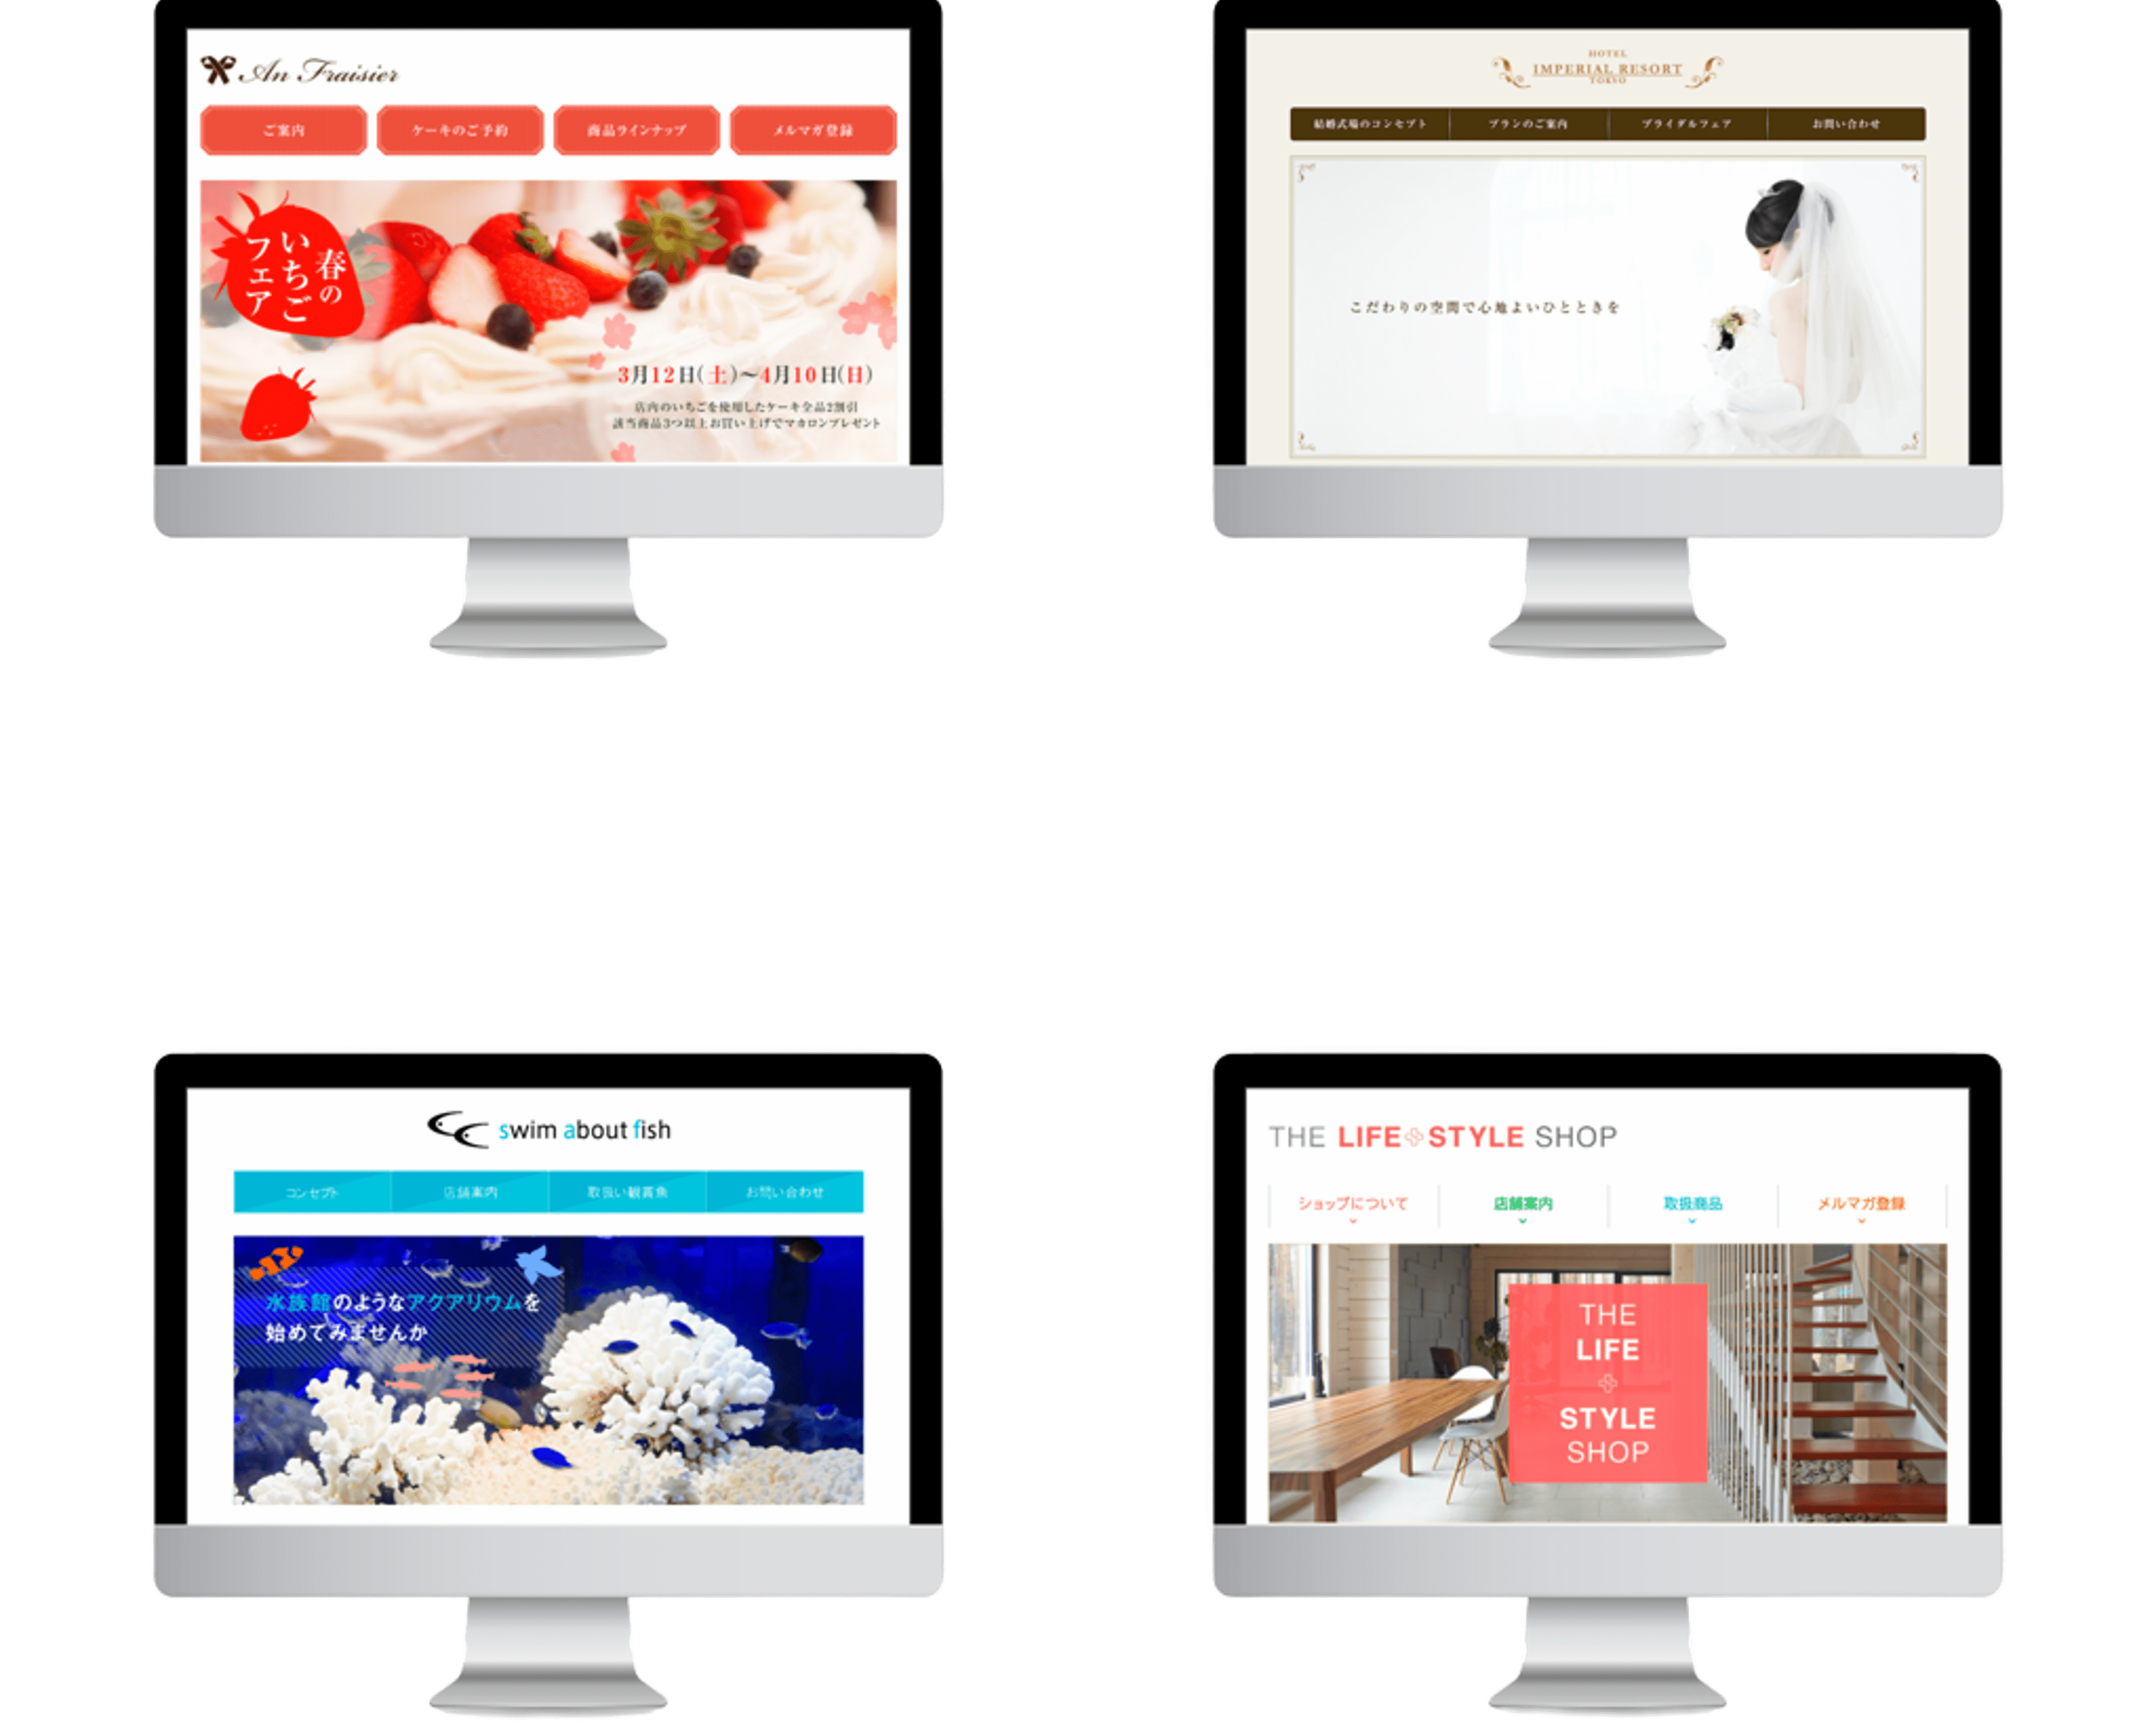 An Fraisier
ご案内
ケーキのご予約
商品ラインナップ
メルマガ登録
春の
いちご
フェア
3月12日(土)～4月10日(日)
店内のいちごを使用したケーキ全品2割引
該当商品3つ以上お買い上げでマカロンプレゼント
HOTEL
IMPERIAL RESORT
TOKYO
結婚式場のコンセプト
プランのご案内
ブライダルフェア
お問い合わせ
こだわりの空間で心地よいひとときを
swim about fish
コンセプト
店舗案内
取扱い観賞魚
お問い合わせ
水族館のようなアクアリウムを
始めてみませんか
THE LIFE STYLE SHOP
ショップについて
店舗案内
取扱商品
メルマガ登録
THE
LIFE
STYLE
SHOP